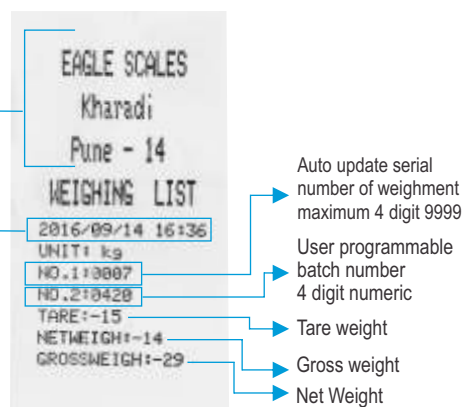 EAGLE SCALES
Kharadi
Pune - 14
WEIGHING LIST
2016/09/14 16:36
UNIT: kg
NO.1:0007
NO.2:0420
TARE:-15
NETWEIGH:-14
GROSSWEIGH:-29
Auto update serial
number of weighment
maximum 4 digit 9999
User programmable
batch number
4 digit numeric
Tare weight
Gross weight
Net Weight